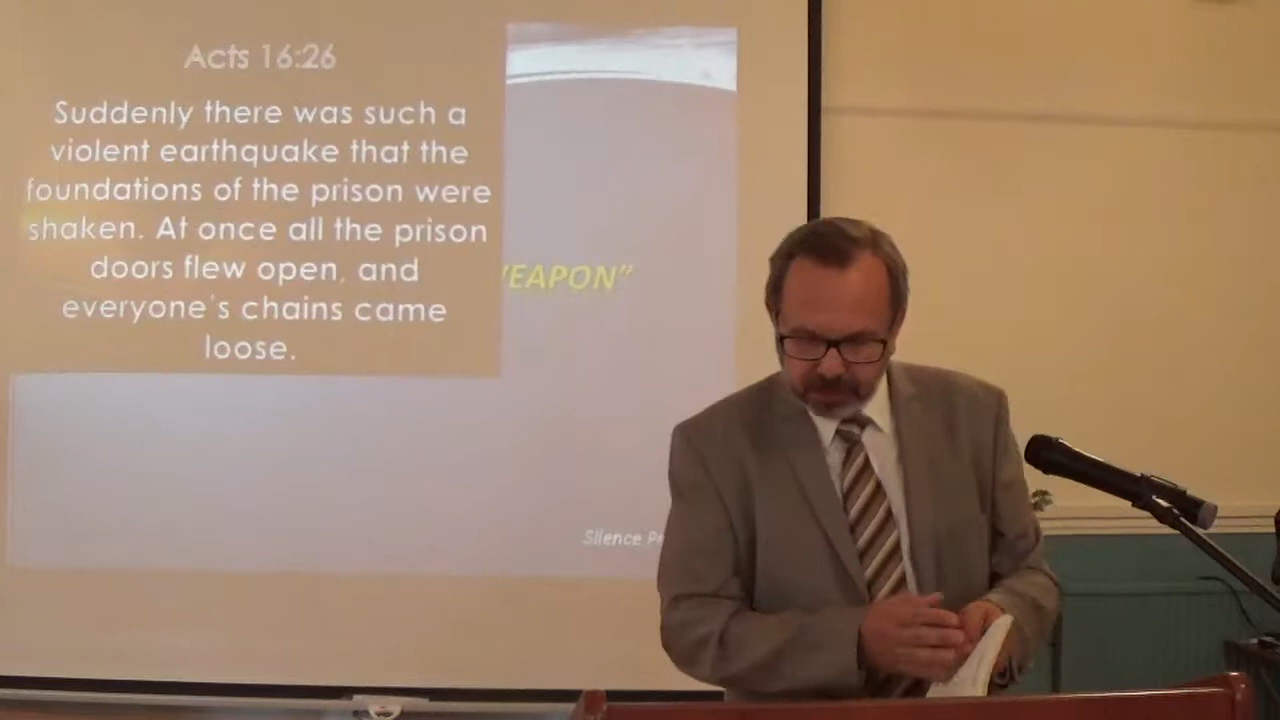 Acts 16:26
Suddenly there was such a
violent earthquake that the
foundations of the prison were
shaken. At once all the prison
doors flew open, and
everyone's chains came
loose.
EAPON"
Silence